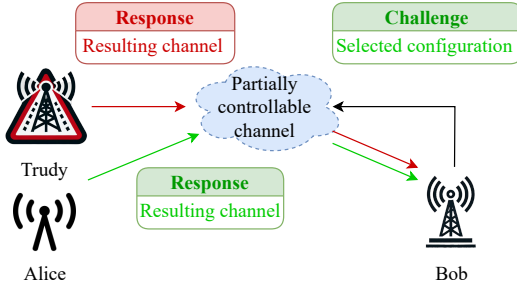 Response
Resulting channel
Challenge
Selected configuration
Partially
controllable
channel
Trudy
Response
Resulting channel
Alice
Bob